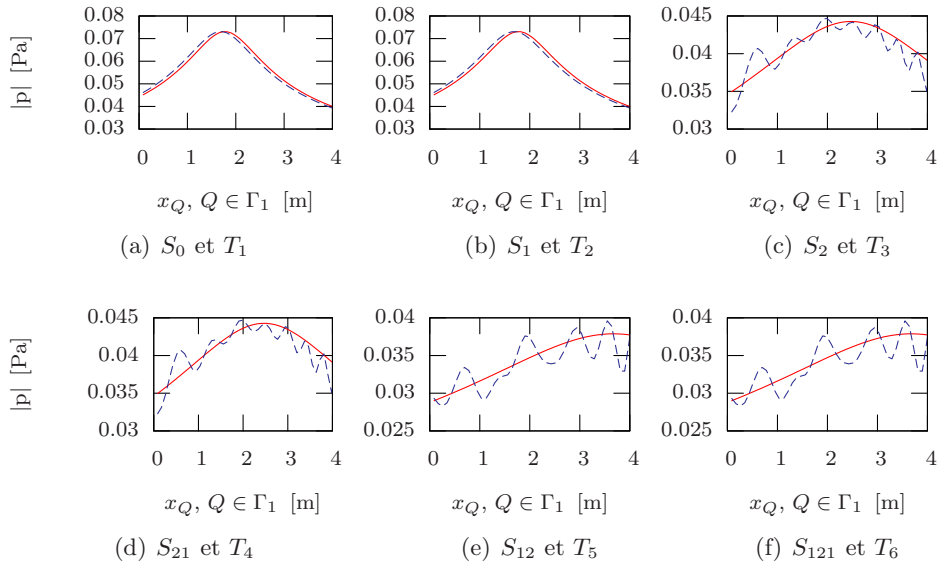 |p| [Pa]
0.08
0.07
0.06
0.05
0.04
0.03
0 1 2 3 4
x_Q, Q ∈ Γ_1 [m]
(a) S_0 et T_1
0.08
0.07
0.06
0.05
0.04
0.03
0 1 2 3 4
x_Q, Q ∈ Γ_1 [m]
(b) S_1 et T_2
0.045
0.04
0.035
0.03
0 1 2 3 4
x_Q, Q ∈ Γ_1 [m]
(c) S_2 et T_3
|p| [Pa]
0.045
0.04
0.035
0.03
0 1 2 3 4
x_Q, Q ∈ Γ_1 [m]
(d) S_21 et T_4
0.04
0.035
0.03
0.025
0 1 2 3 4
x_Q, Q ∈ Γ_1 [m]
(e) S_12 et T_5
0.04
0.035
0.03
0.025
0 1 2 3 4
x_Q, Q ∈ Γ_1 [m]
(f) S_121 et T_6